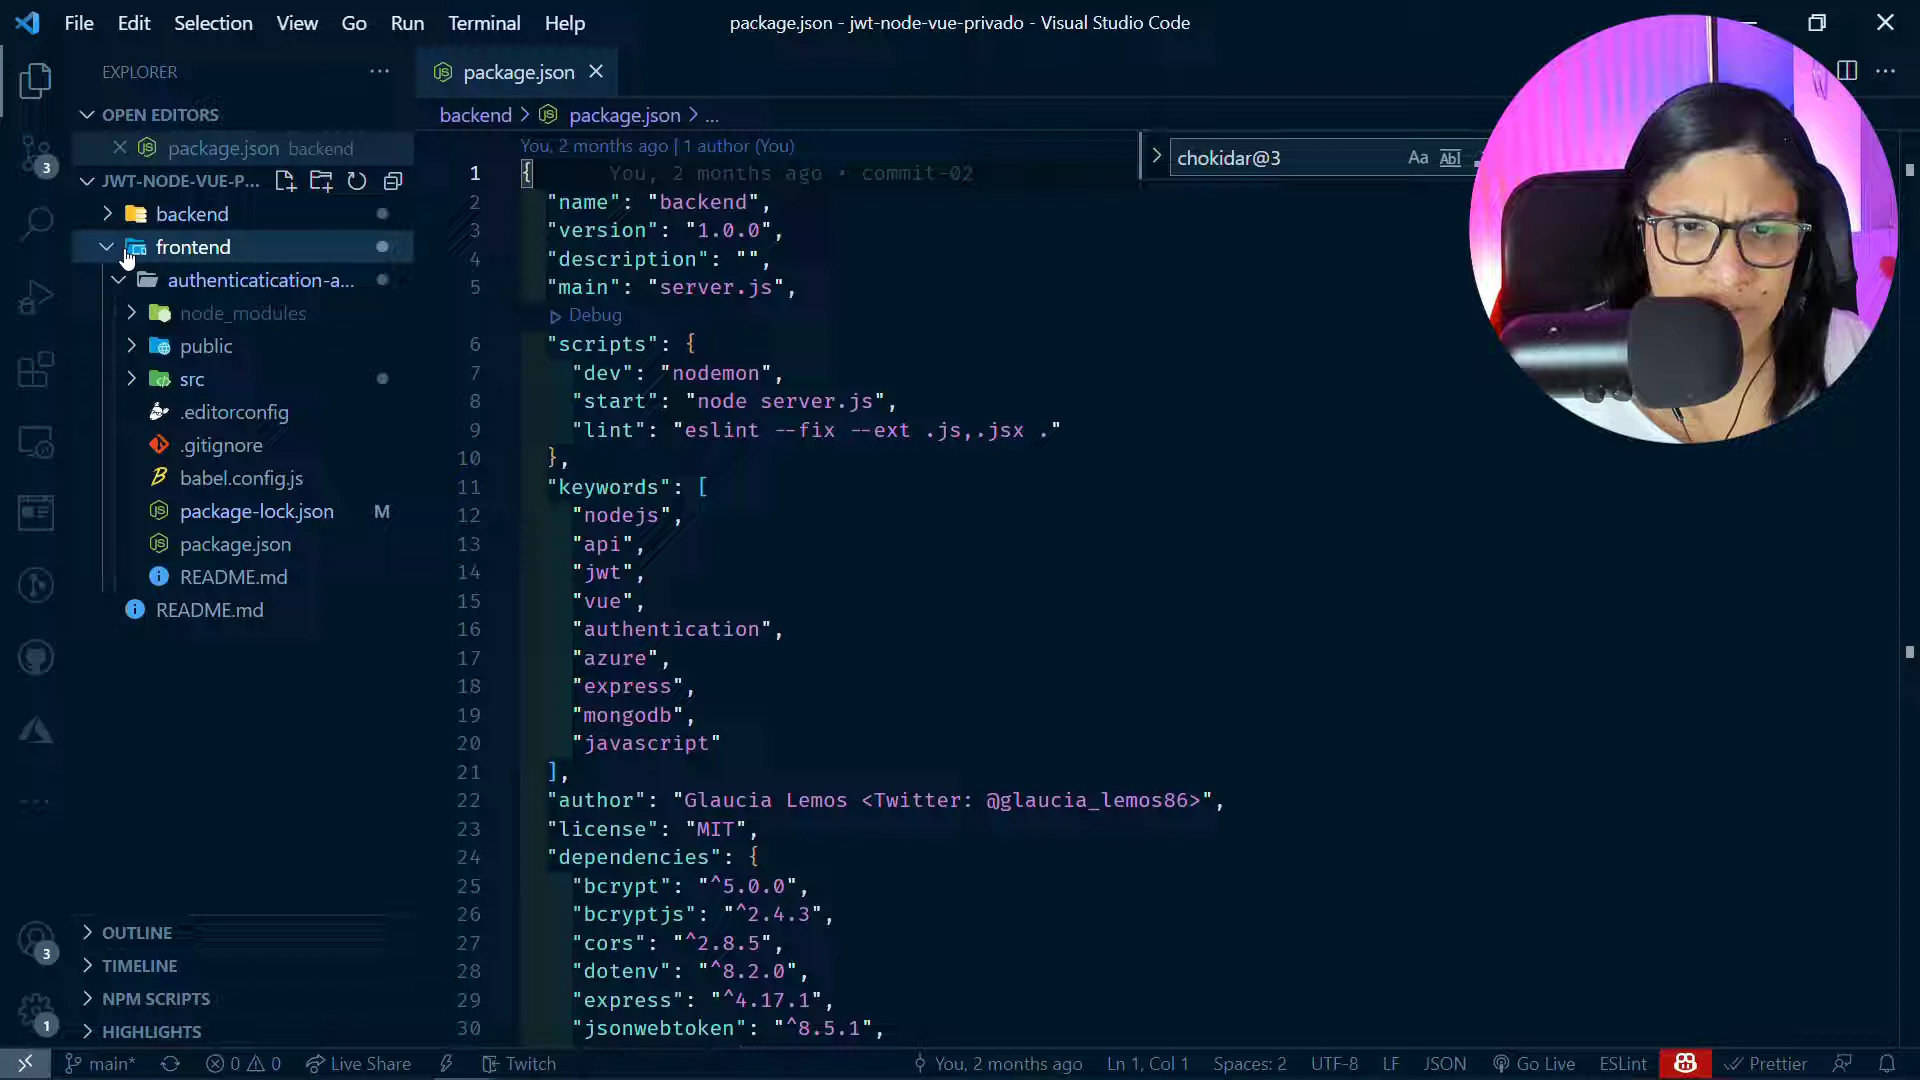 File Edit Selection View Go Run Terminal Help
package.json - jwt-node-vue-privado - Visual Studio Code
EXPLORER
OPEN EDITORS
package.json backend
JWT-NODE-VUE-P...
backend
frontend
authenticatication-a...
node_modules
public
src
.editorconfig
.gitignore
babel.config.js
package-lock.json M
package.json
README.md
README.md
OUTLINE
TIMELINE
NPM SCRIPTS
HIGHLIGHTS
3
3
1
package.json
backend > package.json > ...
chokidar@3 Aa Abl
You, 2 months ago | 1 author (You)
1 { You, 2 months ago • commit-02
2 "name": "backend",
3 "version": "1.0.0",
4 "description": "",
5 "main": "server.js",
Debug
6 "scripts": {
7 "dev": "nodemon",
8 "start": "node server.js",
9 "lint": "eslint --fix --ext .js,.jsx ."
10 },
11 "keywords": [
12 "nodejs",
13 "api",
14 "jwt",
15 "vue",
16 "authentication",
17 "azure",
18 "express",
19 "mongodb",
20 "javascript"
21 ],
22 "author": "Glaucia Lemos <Twitter: @glaucia_lemos86>",
23 "license": "MIT",
24 "dependencies": {
25 "bcrypt": "^5.0.0",
26 "bcryptjs": "^2.4.3",
27 "cors": "^2.8.5",
28 "dotenv": "^8.2.0",
29 "express": "^4.17.1",
30 "jsonwebtoken": "^8.5.1",
main* 0 0 Live Share Twitch You, 2 months ago Ln 1, Col 1 Spaces: 2 UTF-8 LF JSON Go Live ESLint Prettier